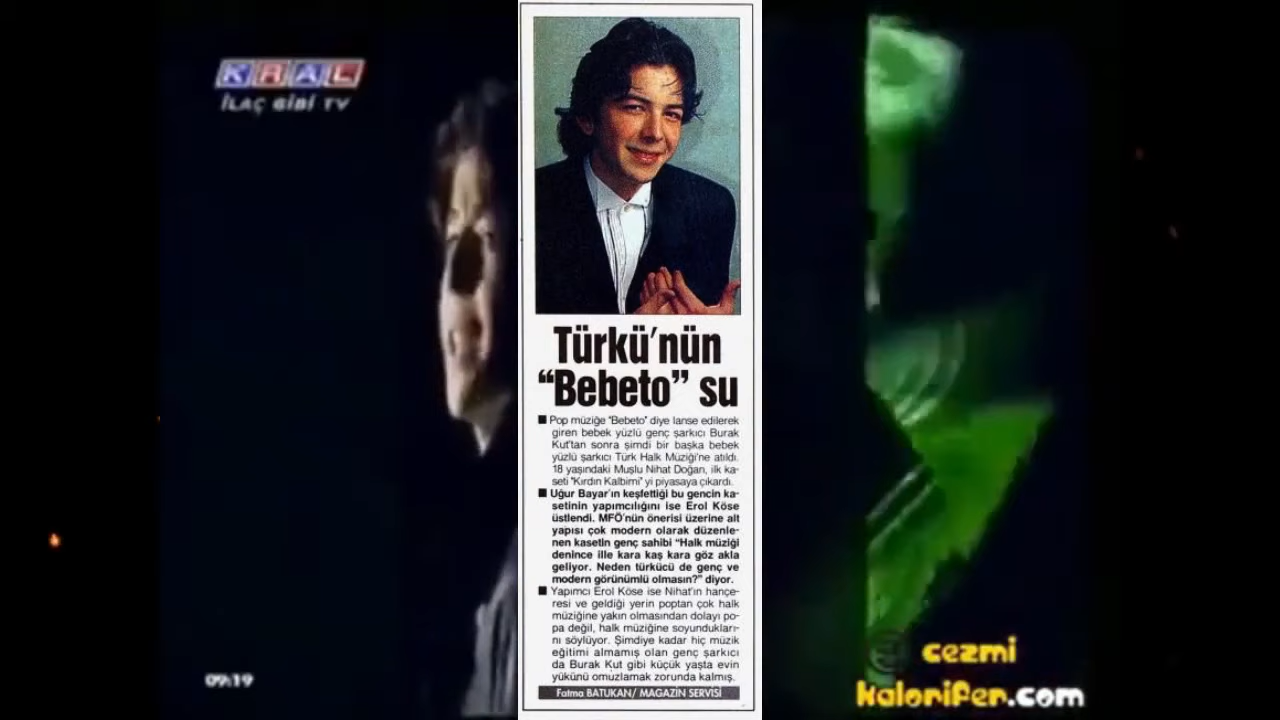 KRAL
İLAÇ GİBİ TV
Türkü'nün
"Bebeto" su
■ Pop müziğe "Bebeto" diye lanse edilerek
giren bebek yüzlü genç şarkıcı Burak
Kut'tan sonra şimdi bir başka bebek
yüzlü şarkıcı Türk Halk Müziği'ne atıldı.
18 yaşındaki Muşlu Nihat Doğan, ilk ka-
seti "Kırdın Kalbimi" yi piyasaya çıkardı.
■ Uğur Bayar'ın keşfettiği bu gencin ka-
setinin yapımcılığını ise Erol Köse
üstlendi. MFÖ'nün önerisi üzerine alt
yapısı çok modern olarak düzenle-
nen kasetin genç sahibi "Halk müziği
denince ille kara kaş kara göz akla
geliyor. Neden türkücü de genç ve
modern görünümlü olmasın?" diyor.
■ Yapımcı Erol Köse ise Nihat'ın hançe-
resi ve geldiği yerin poptan çok halk
müziğine yakın olmasından dolayı po-
pa değil, halk müziğine soyundukları-
nı söylüyor. Şimdiye kadar hiç müzik
eğitimi almamış olan genç şarkıcı
da Burak Kut gibi küçük yaşta evin
yükünü omuzlamak zorunda kalmış.
Fatma BATUKAN/ MAGAZİN SERVİSİ
09:19
cezmi
kalorifer.com